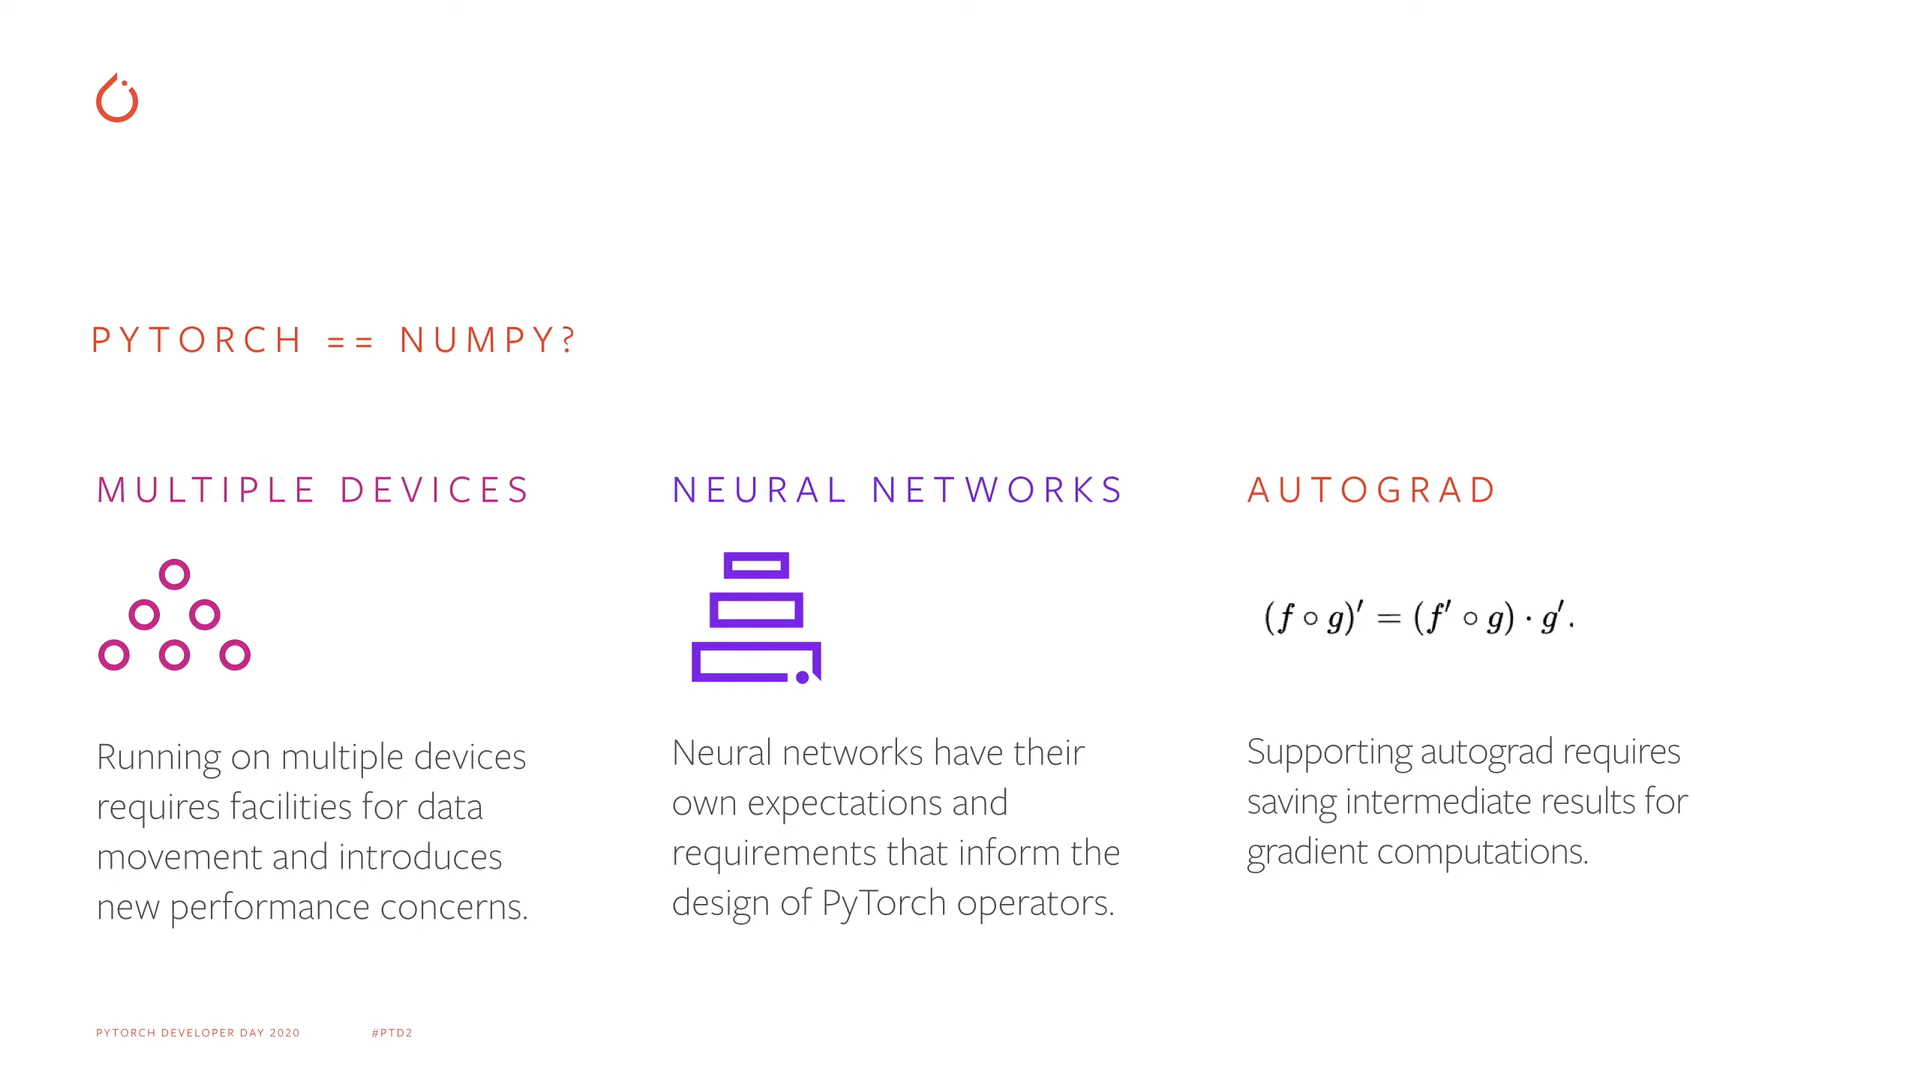 PYTORCH == NUMPY?
MULTIPLE DEVICES
Running on multiple devices
requires facilities for data
movement and introduces
new performance concerns.
NEURAL NETWORKS
Neural networks have their
own expectations and
requirements that inform the
design of PyTorch operators.
AUTOGRAD
(f ∘ g)′ = (f′ ∘ g) · g′.
Supporting autograd requires
saving intermediate results for
gradient computations.
PYTORCH DEVELOPER DAY 2020 #PTD2